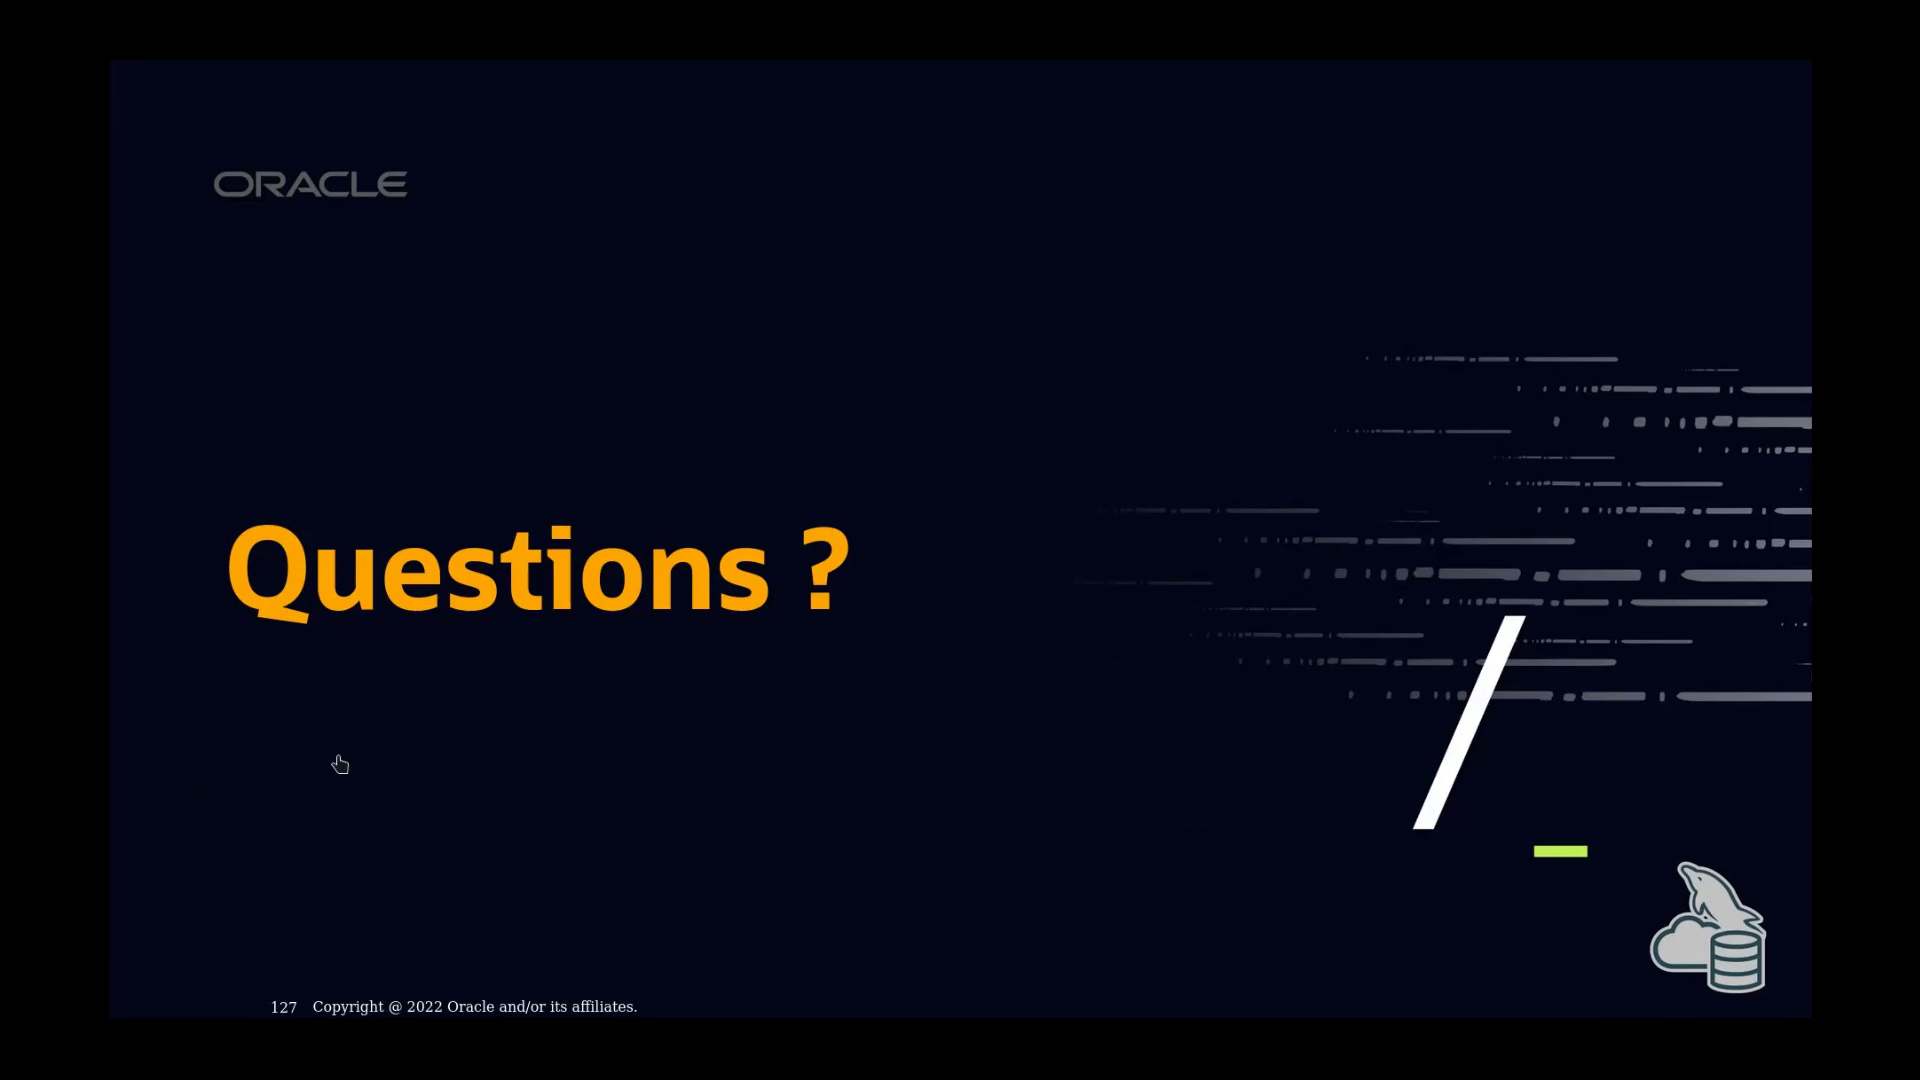 ORACLE
Questions ?
127 Copyright @ 2022 Oracle and/or its affiliates.